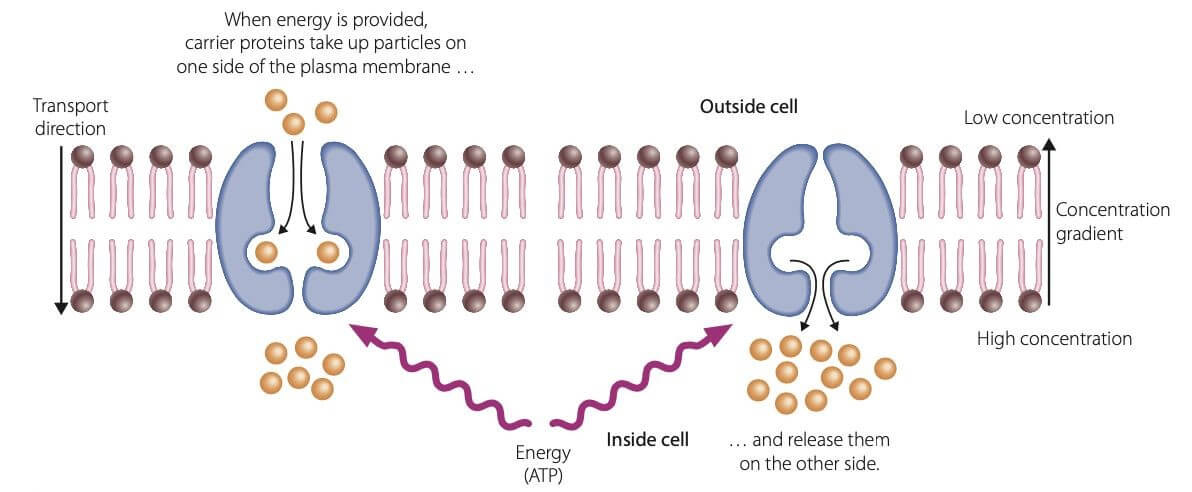 When energy is provided,
carrier proteins take up particles on
one side of the plasma membrane …
Transport
direction
Outside cell
Low concentration
Concentration
gradient
High concentration
Energy
(ATP)
Inside cell
… and release them
on the other side.